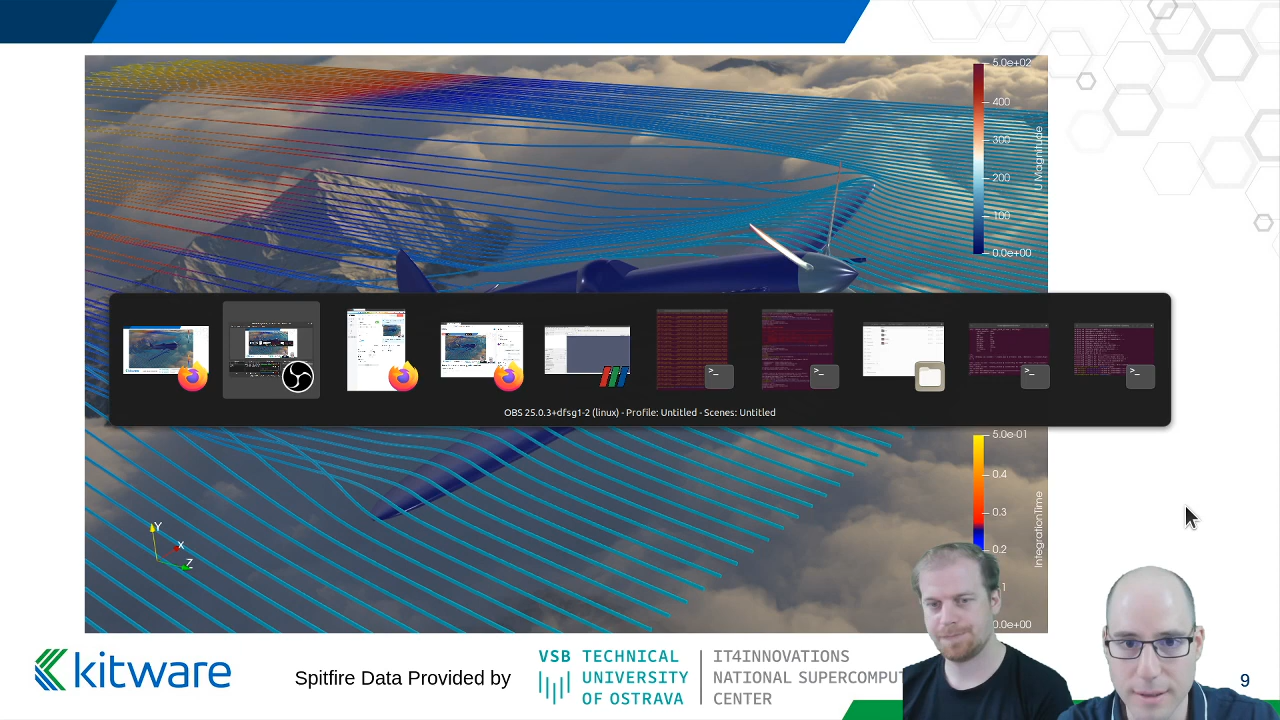 5.0e+02
400
300
200
100
0.0e+00
U Magnitude
>_
>_
>_
>_
OBS 25.0.3+dfsg1-2 (linux) - Profile: Untitled - Scenes: Untitled
5.0e-01
0.4
0.3
0.2
1
0.0e+00
IntegrationTime
Y
X
Z
kitware
Spitfire Data Provided by
VSB TECHNICAL
UNIVERSITY
OF OSTRAVA
IT4INNOVATIONS
NATIONAL SUPERCOMPU
CENTER
9